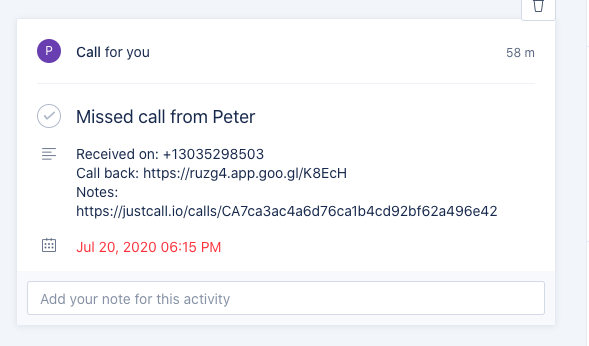 P
Call for you
58 m
Missed call from Peter
Received on: +13035298503
Call back: https://ruzg4.app.goo.gl/K8EcH
Notes:
https://justcall.io/calls/CA7ca3ac4a6d76ca1b4cd92bf62a496e42
Jul 20, 2020 06:15 PM
Add your note for this activity